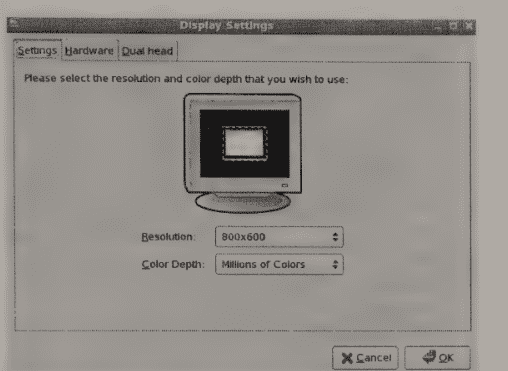 Display Settings
Settings Hardware Dual head
Please select the resolution and color depth that you wish to use:
Resolution: 800x600
Color Depth: Millions of Colors
Cancel OK